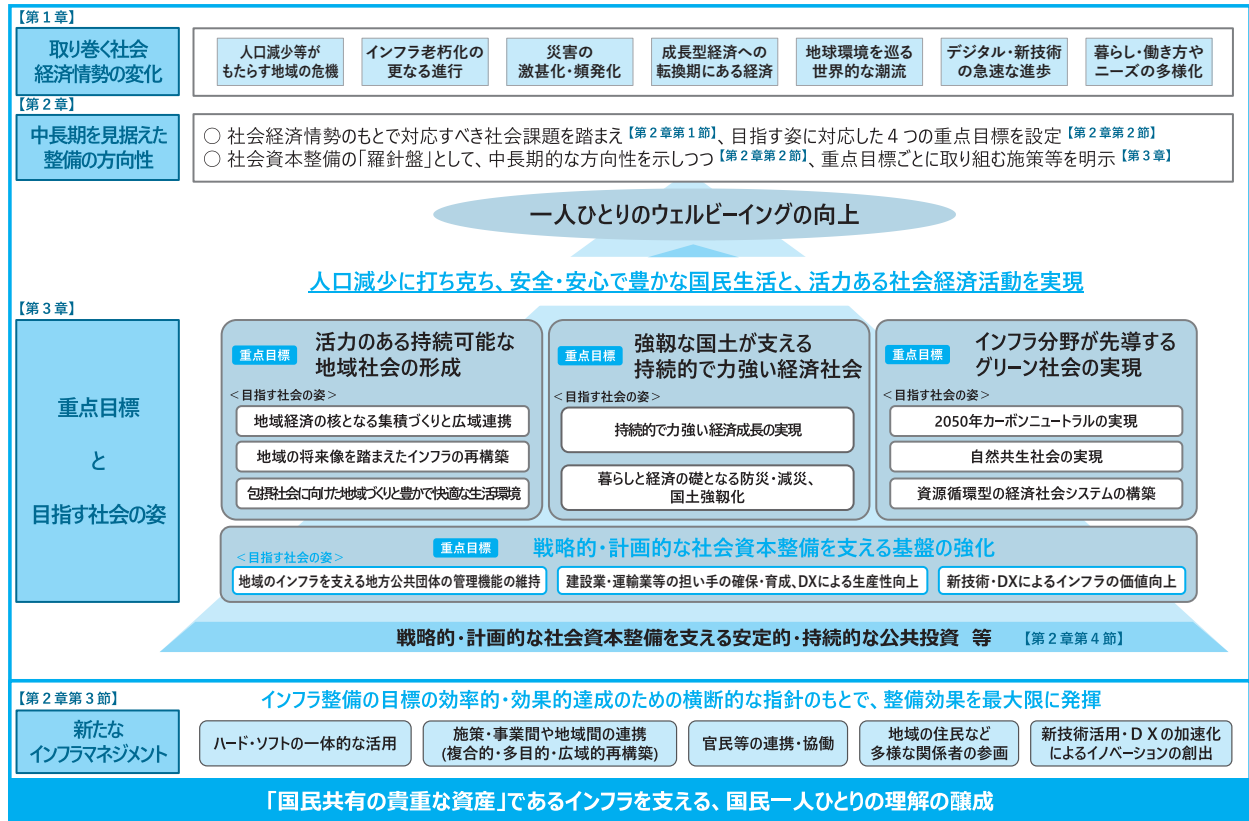 【第1章】
取り巻く社会
経済情勢の変化
人口減少等が
もたらす地域の危機
インフラ老朽化の
更なる進行
災害の
激甚化・頻発化
成長型経済への
転換期にある経済
地球環境を巡る
世界的な潮流
デジタル・新技術
の急速な進歩
暮らし・働き方や
ニーズの多様化
【第2章】
中長期を見据えた
整備の方向性
○ 社会経済情勢のもとで対応すべき社会課題を踏まえ【第2章第1節】、目指す姿に対応した4つの重点目標を設定【第2章第2節】
○ 社会資本整備の「羅針盤」として、中長期的な方向性を示しつつ【第2章第2節】、重点目標ごとに取り組む施策等を明示【第3章】
一人ひとりのウェルビーイングの向上
人口減少に打ち克ち、安全・安心で豊かな国民生活と、活力ある社会経済活動を実現
【第3章】
重点目標
と
目指す社会の姿
重点目標
活力のある持続可能な
地域社会の形成
<目指す社会の姿>
地域経済の核となる集積づくりと広域連携
地域の将来像を踏まえたインフラの再構築
包摂社会に向けた地域づくりと豊かで快適な生活環境
重点目標
強靱な国土が支える
持続的で力強い経済社会
<目指す社会の姿>
持続的で力強い経済成長の実現
暮らしと経済の礎となる防災・減災、
国土強靱化
重点目標
インフラ分野が先導する
グリーン社会の実現
<目指す社会の姿>
2050年カーボンニュートラルの実現
自然共生社会の実現
資源循環型の経済社会システムの構築
重点目標
戦略的・計画的な社会資本整備を支える基盤の強化
<目指す社会の姿>
地域のインフラを支える地方公共団体の管理機能の維持
建設業・運輸業等の担い手の確保・育成、DXによる生産性向上
新技術・DXによるインフラの価値向上
戦略的・計画的な社会資本整備を支える安定的・持続的な公共投資 等 【第2章第4節】
【第2章第3節】
インフラ整備の目標の効率的・効果的達成のための横断的な指針のもとで、整備効果を最大限に発揮
新たな
インフラマネジメント
ハード・ソフトの一体的な活用
施策・事業間や地域間の連携
(複合的・多目的・広域的再構築)
官民等の連携・協働
地域の住民など
多様な関係者の参画
新技術活用・DXの加速化
によるイノベーションの創出
「国民共有の貴重な資産」であるインフラを支える、国民一人ひとりの理解の醸成